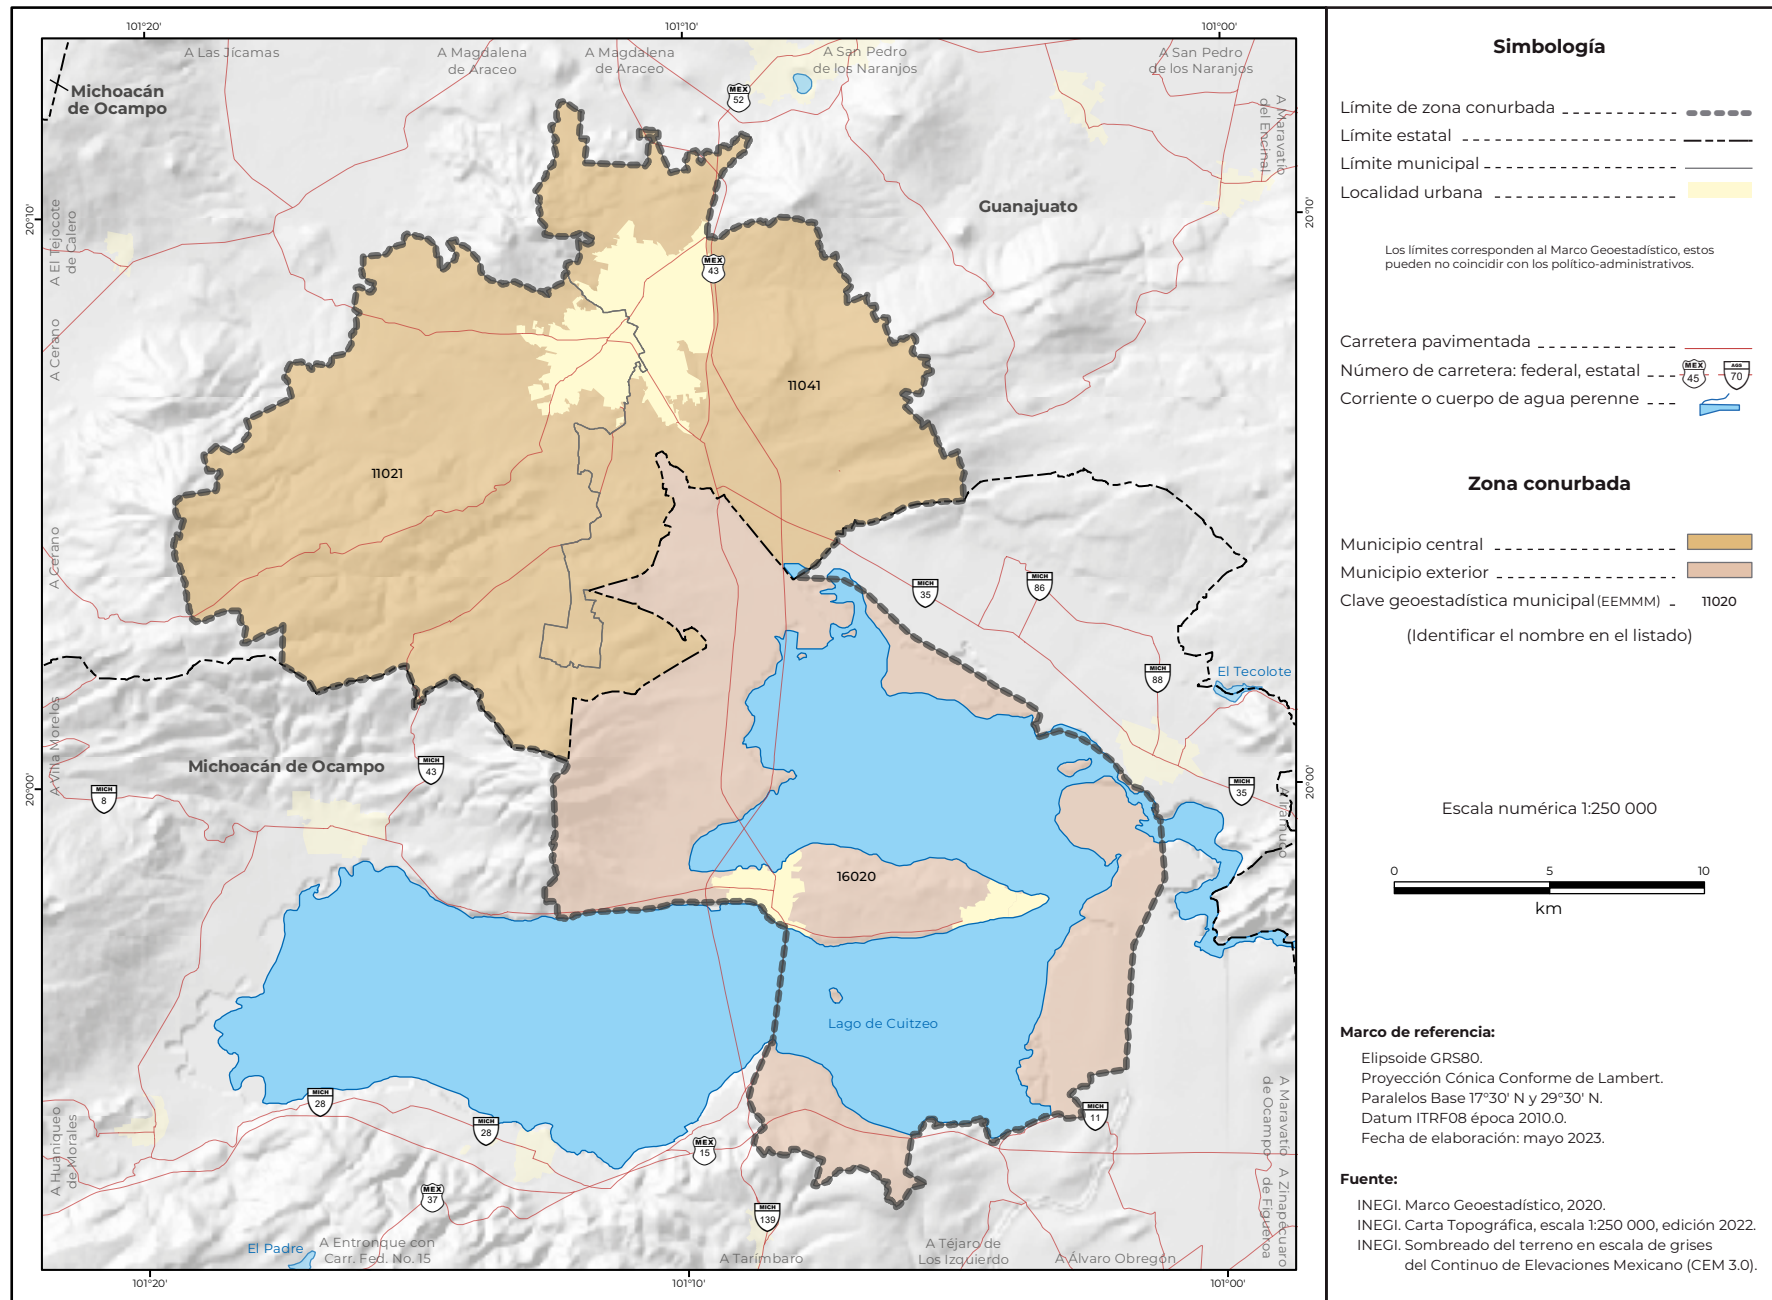 101°20'
101°10'
101°00'
A Las Jícamas
A Magdalena
de Araceo
A Magdalena
de Araceo
A San Pedro
de los Naranjos
A San Pedro
de los Naranjos
Michoacán
de Ocampo
MEX
52
A Maravatío
del Encinal
20°10'
20°10'
A El Tejocote
de Calero
Guanajuato
MEX
43
A Cerano
11041
11021
A Cerano
MICH
35
MICH
86
MICH
88
El Tecolote
A Villa Morelos
Michoacán de Ocampo
MICH
43
MICH
8
MICH
35
20°00'
20°00'
A Irámuco
16020
Lago de Cuitzeo
MICH
28
MICH
28
MEX
15
MICH
11
MEX
37
MICH
139
A Huaniqueo
de Morales
A Maravatío
de Ocampo
A Zinapécuaro
de Figueroa
El Padre
A Entronque con
Carr. Fed. No. 15
A Tarímbaro
A Téjaro de
Los Izquierdo
A Álvaro Obregón
101°20'
101°10'
101°00'
Simbología
Límite de zona conurbada
Límite estatal
Límite municipal
Localidad urbana
Los límites corresponden al Marco Geoestadístico, estos
pueden no coincidir con los político-administrativos.
Carretera pavimentada
Número de carretera: federal, estatal
MEX
45
AGS
70
Corriente o cuerpo de agua perenne
Zona conurbada
Municipio central
Municipio exterior
Clave geoestadística municipal (EEMMM) 11020
(Identificar el nombre en el listado)
Escala numérica 1:250 000
0 5 10
km
Marco de referencia:
Elipsoide GRS80.
Proyección Cónica Conforme de Lambert.
Paralelos Base 17°30' N y 29°30' N.
Datum ITRF08 época 2010.0.
Fecha de elaboración: mayo 2023.
Fuente:
INEGI. Marco Geoestadístico, 2020.
INEGI. Carta Topográfica, escala 1:250 000, edición 2022.
INEGI. Sombreado del terreno en escala de grises
del Continuo de Elevaciones Mexicano (CEM 3.0).